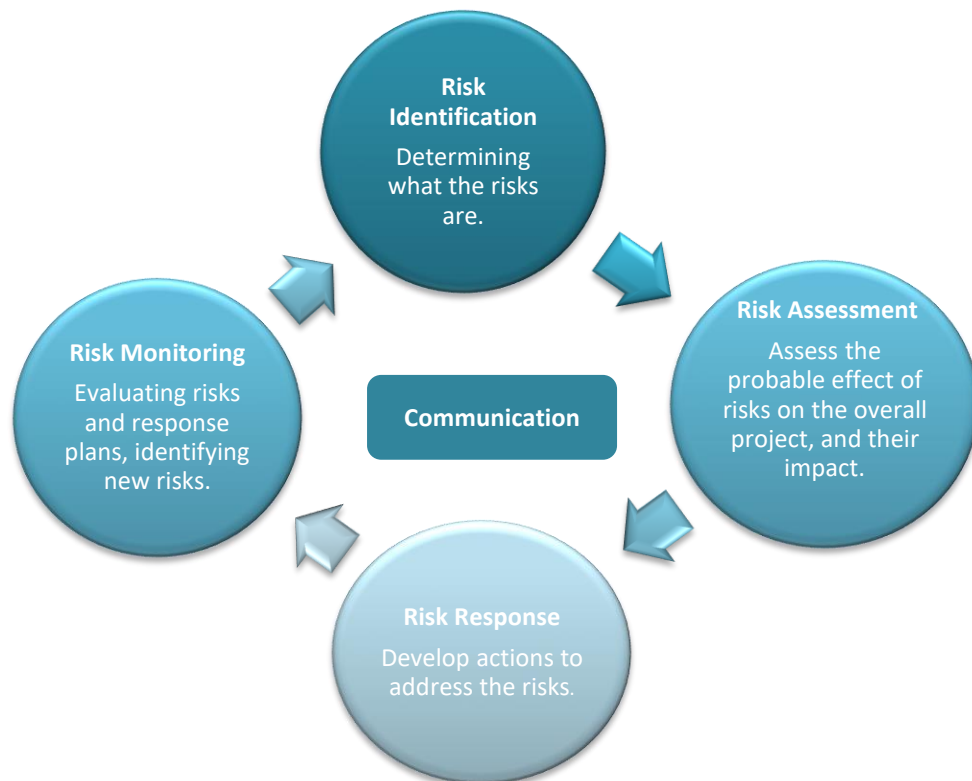 Risk
Identification
Determining
what the risks
are.
Risk Assessment
Assess the
probable effect of
risks on the overall
project, and their
impact.
Risk Response
Develop actions to
address the risks.
Risk Monitoring
Evaluating risks
and response
plans, identifying
new risks.
Communication